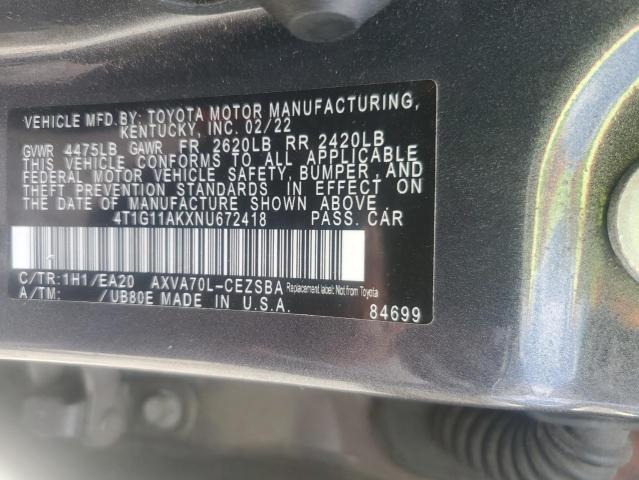 VEHICLE MFD.BY: TOYOTA MOTOR MANUFACTURING,
KENTUCKY, INC. 02/22
GVWR 4475LB GAWR FR 2620LB RR 2420LB
THIS VEHICLE CONFORMS TO ALL APPLICABLE
FEDERAL MOTOR VEHICLE SAFETY, BUMPER, AND
THEFT PREVENTION STANDARDS IN EFFECT ON
THE DATE OF MANUFACTURE SHOWN ABOVE.
4T1G11AKXNU672418 PASS. CAR
C/TR:1H1/EA20 AXVA70L-CEZSBA Replacement label: Not from Toyota
A/TM: /UB80E MADE IN U.S.A.
84699